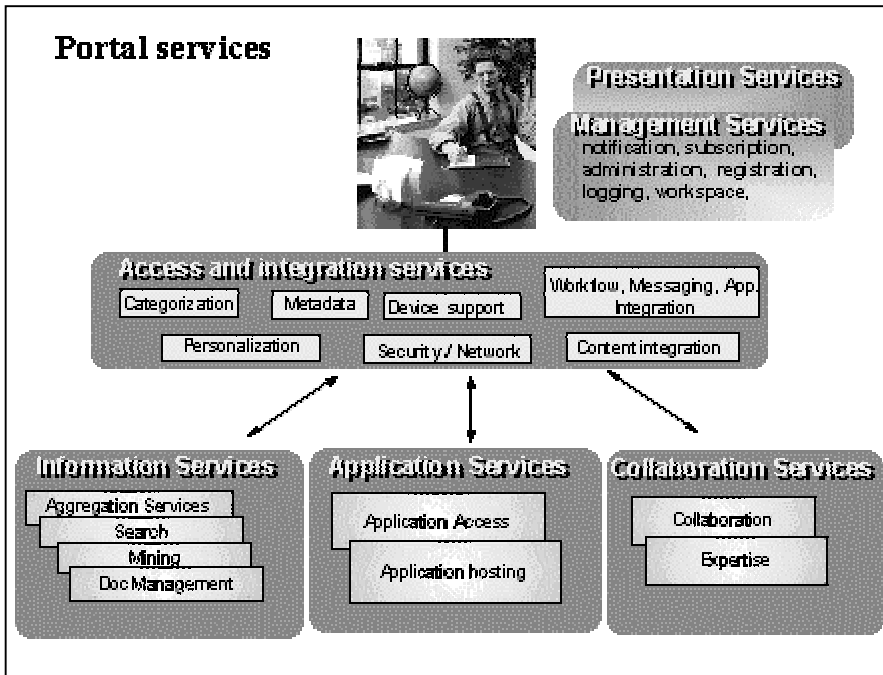 Portal services
Presentation Services
Management Services
notification, subscription,
administration, registration,
logging, workspace,
Access and integration services
Categorization
Metadata
Device support
Workflow, Messaging, App.
Integration
Personalization
Security / Network
Content integration
Information Services
Aggregation Services
Search
Mining
Doc Management
Application Services
Application Access
Application hosting
Collaboration Services
Collaboration
Expertise